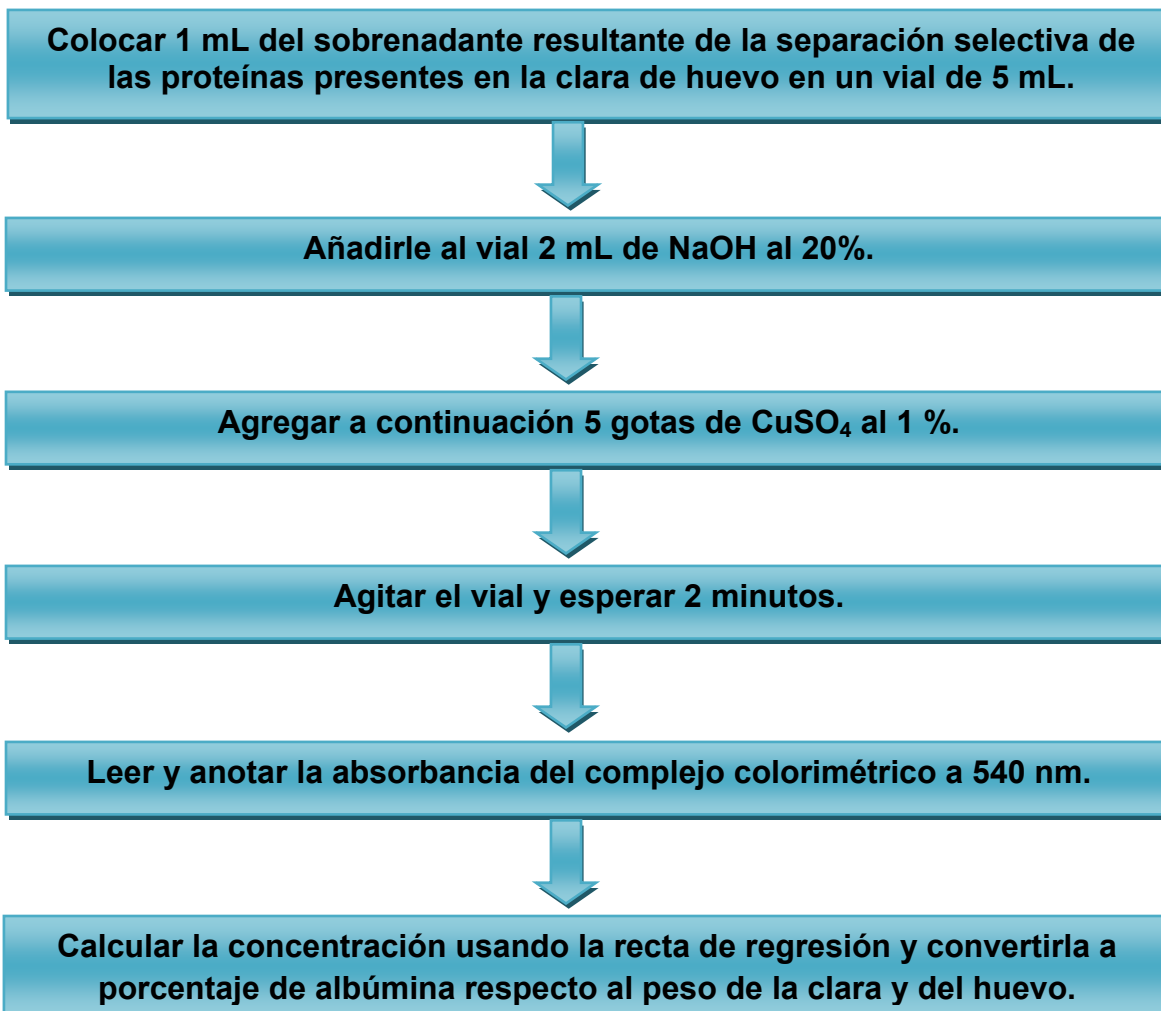 Colocar 1 mL del sobrenadante resultante de la separación selectiva de
las proteínas presentes en la clara de huevo en un vial de 5 mL.
Añadirle al vial 2 mL de NaOH al 20%.
Agregar a continuación 5 gotas de CuSO₄ al 1 %.
Agitar el vial y esperar 2 minutos.
Leer y anotar la absorbancia del complejo colorimétrico a 540 nm.
Calcular la concentración usando la recta de regresión y convertirla a
porcentaje de albúmina respecto al peso de la clara y del huevo.